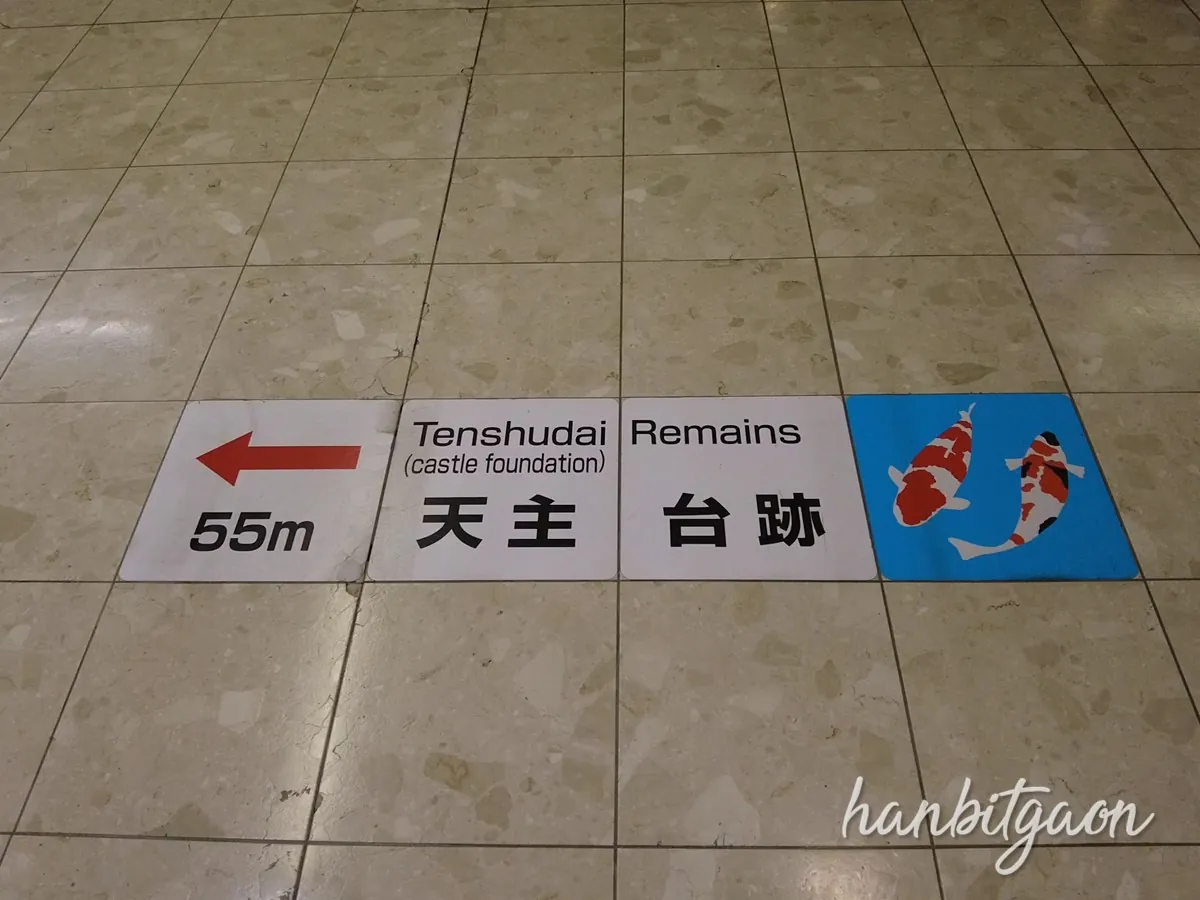 55m
Tenshudai Remains
(castle foundation)
天主台跡
hanbitgaon